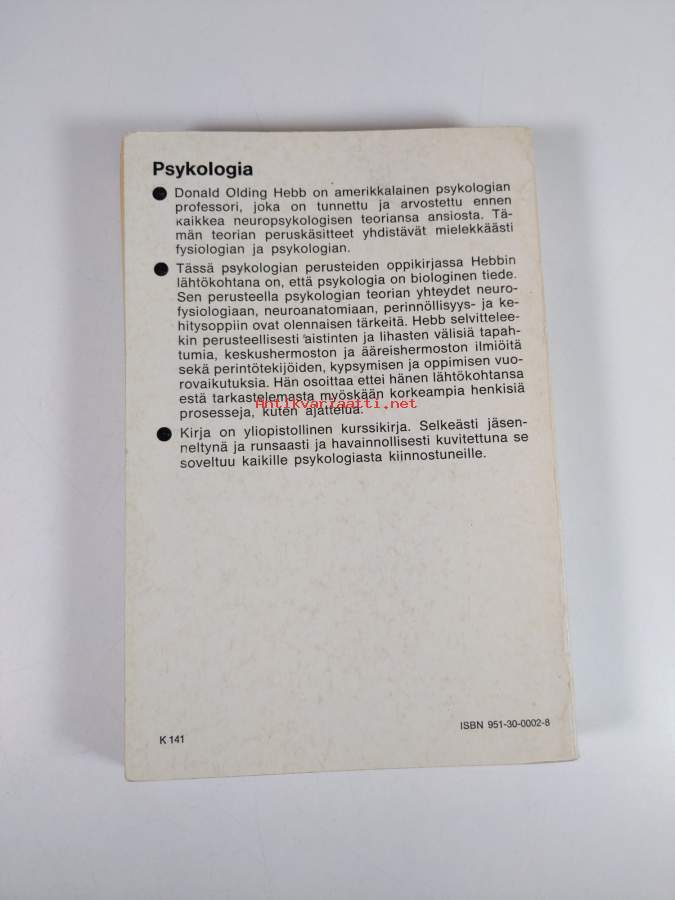 Psykologia
Donald Olding Hebb on amerikkalainen psykologian
professori, joka on tunnettu ja arvostettu ennen
kaikkea neuropsykologisen teoriansa ansiosta. Tä-
män teorian peruskäsitteet yhdistävät mielekkäästi
fysiologian ja psykologian.
Tässä psykologian perusteiden oppikirjassa Hebbin
lähtökohtana on, että psykologia on biologinen tiede.
Sen perusteella psykologian teorian yhteydet neuro-
fysiologiaan, neuroanatomiaan, perinnöllisyys- ja ke-
hitysoppiin ovat olennaisen tärkeitä. Hebb selvittelee-
kin perusteellisesti aistinten ja lihasten välisiä tapah-
tumia, keskushermoston ja ääreishermoston ilmiöitä
sekä perintötekijöiden, kypsymisen ja oppimisen vuo-
rovaikutuksia. Hän osoittaa ettei hänen lähtökohtansa
estä tarkastelemasta myöskään korkeampia henkisiä
Antikvariaatti.net
prosesseja, kuten ajattelua.
Kirja on yliopistollinen kurssikirja. Selkeästi jäsen-
neltynä ja runsaasti ja havainnollisesti kuvitettuna se
soveltuu kaikille psykologiasta kiinnostuneille.
K 141
ISBN 951-30-0002-8